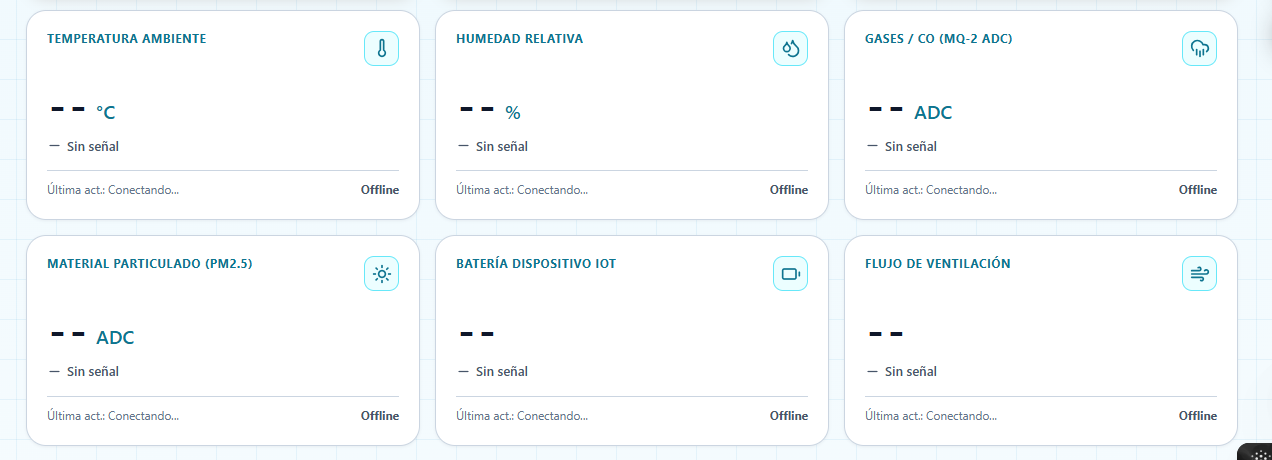 TEMPERATURA AMBIENTE
-- °C
— Sin señal
Última act.: Conectando...
Offline
HUMEDAD RELATIVA
-- %
— Sin señal
Última act.: Conectando...
Offline
GASES / CO (MQ-2 ADC)
-- ADC
— Sin señal
Última act.: Conectando...
Offline
MATERIAL PARTICULADO (PM2.5)
-- ADC
— Sin señal
Última act.: Conectando...
Offline
BATERÍA DISPOSITIVO IOT
--
— Sin señal
Última act.: Conectando...
Offline
FLUJO DE VENTILACIÓN
--
— Sin señal
Última act.: Conectando...
Offline